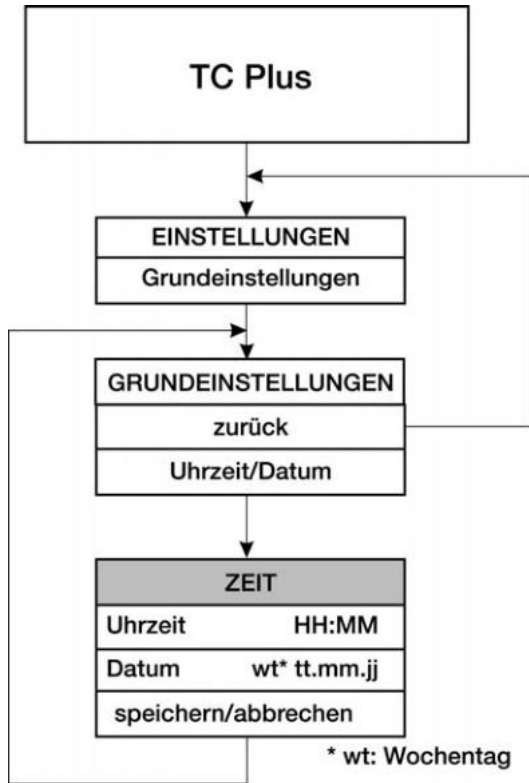 TC Plus
EINSTELLUNGEN
Grundeinstellungen
GRUNDEINSTELLUNGEN
zurück
Uhrzeit/Datum
ZEIT
Uhrzeit HH:MM
Datum wt* tt.mm.jj
speichern/abbrechen
* wt: Wochentag